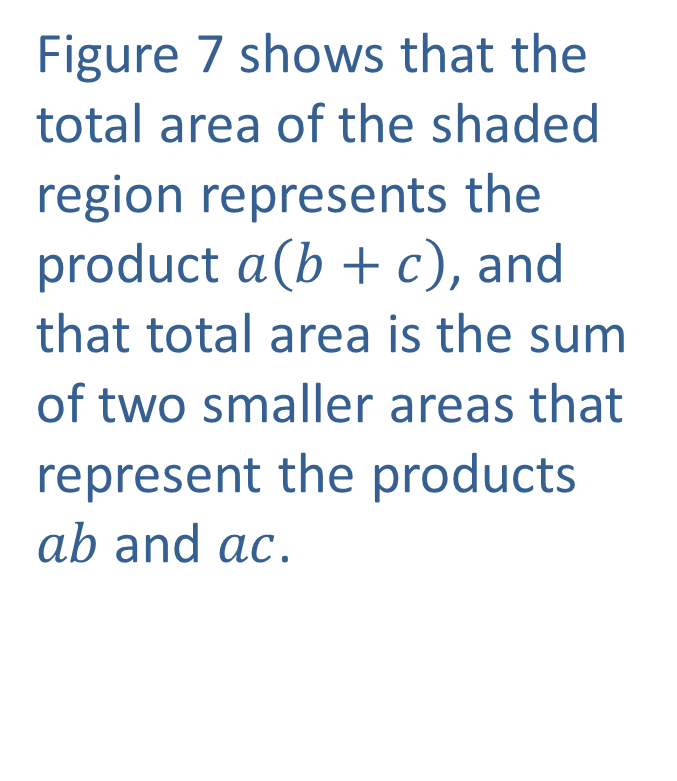 Figure 7 shows that the
total area of the shaded
region represents the
product a(b + c), and
that total area is the sum
of two smaller areas that
represent the products
ab and ac.